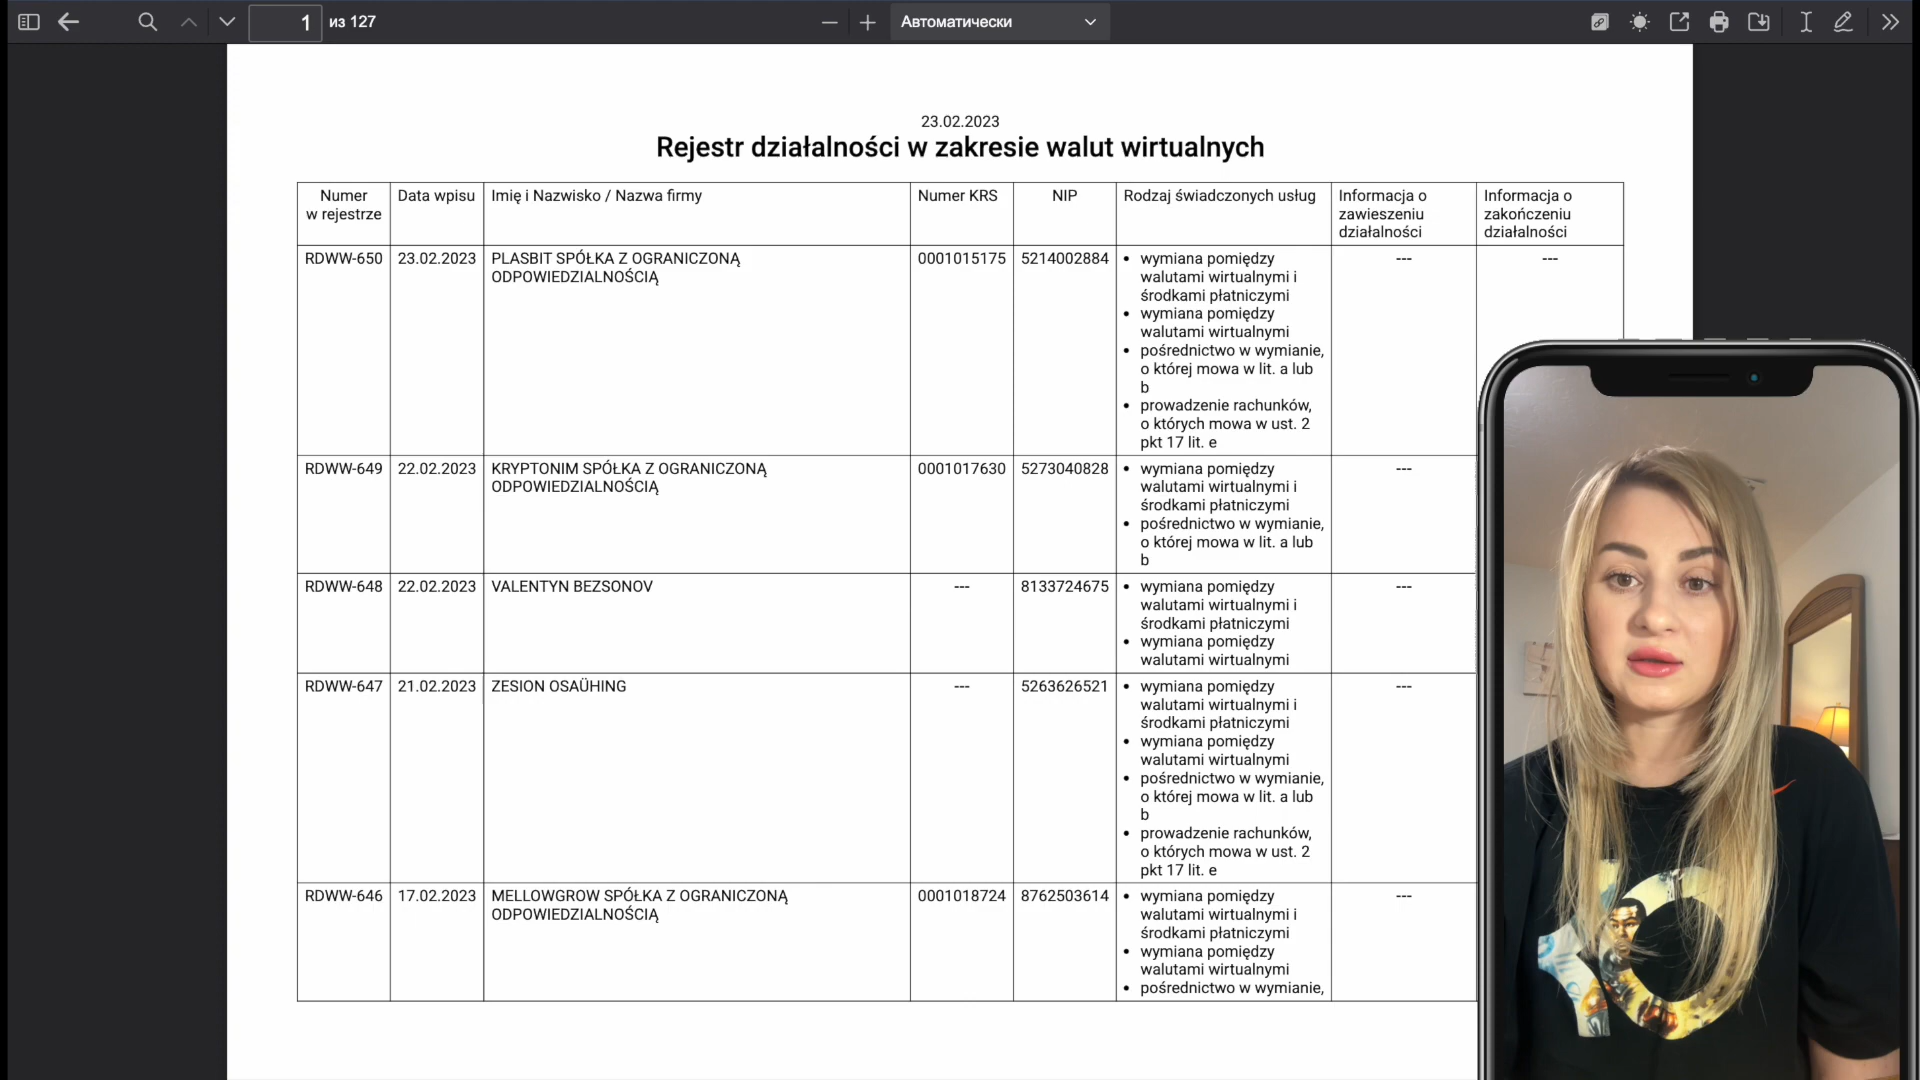 1 из 127
Автоматически
23.02.2023
Rejestr działalności w zakresie walut wirtualnych
Numer w rejestrze
Data wpisu
Imię i Nazwisko / Nazwa firmy
Numer KRS
NIP
Rodzaj świadczonych usług
Informacja o zawieszeniu działalności
Informacja o zakończeniu działalności
RDWW-650
23.02.2023
PLASBIT SPÓŁKA Z OGRANICZONĄ
ODPOWIEDZIALNOŚCIĄ
0001015175
5214002884
• wymiana pomiędzy
walutami wirtualnymi i
środkami płatniczymi
• wymiana pomiędzy
walutami wirtualnymi
• pośrednictwo w wymianie,
o której mowa w lit. a lub
b
• prowadzenie rachunków,
o których mowa w ust. 2
pkt 17 lit. e
---
---
RDWW-649
22.02.2023
KRYPTONIM SPÓŁKA Z OGRANICZONĄ
ODPOWIEDZIALNOŚCIĄ
0001017630
5273040828
• wymiana pomiędzy
walutami wirtualnymi i
środkami płatniczymi
• pośrednictwo w wymianie,
o której mowa w lit. a lub
b
---
RDWW-648
22.02.2023
VALENTYN BEZSONOV
---
8133724675
• wymiana pomiędzy
walutami wirtualnymi i
środkami płatniczymi
• wymiana pomiędzy
walutami wirtualnymi
---
RDWW-647
21.02.2023
ZESION OSAÜHING
---
5263626521
• wymiana pomiędzy
walutami wirtualnymi i
środkami płatniczymi
• wymiana pomiędzy
walutami wirtualnymi
• pośrednictwo w wymianie,
o której mowa w lit. a lub
b
• prowadzenie rachunków,
o których mowa w ust. 2
pkt 17 lit. e
---
RDWW-646
17.02.2023
MELLOWGROW SPÓŁKA Z OGRANICZONĄ
ODPOWIEDZIALNOŚCIĄ
0001018724
8762503614
• wymiana pomiędzy
walutami wirtualnymi i
środkami płatniczymi
• wymiana pomiędzy
walutami wirtualnymi
• pośrednictwo w wymianie,
---